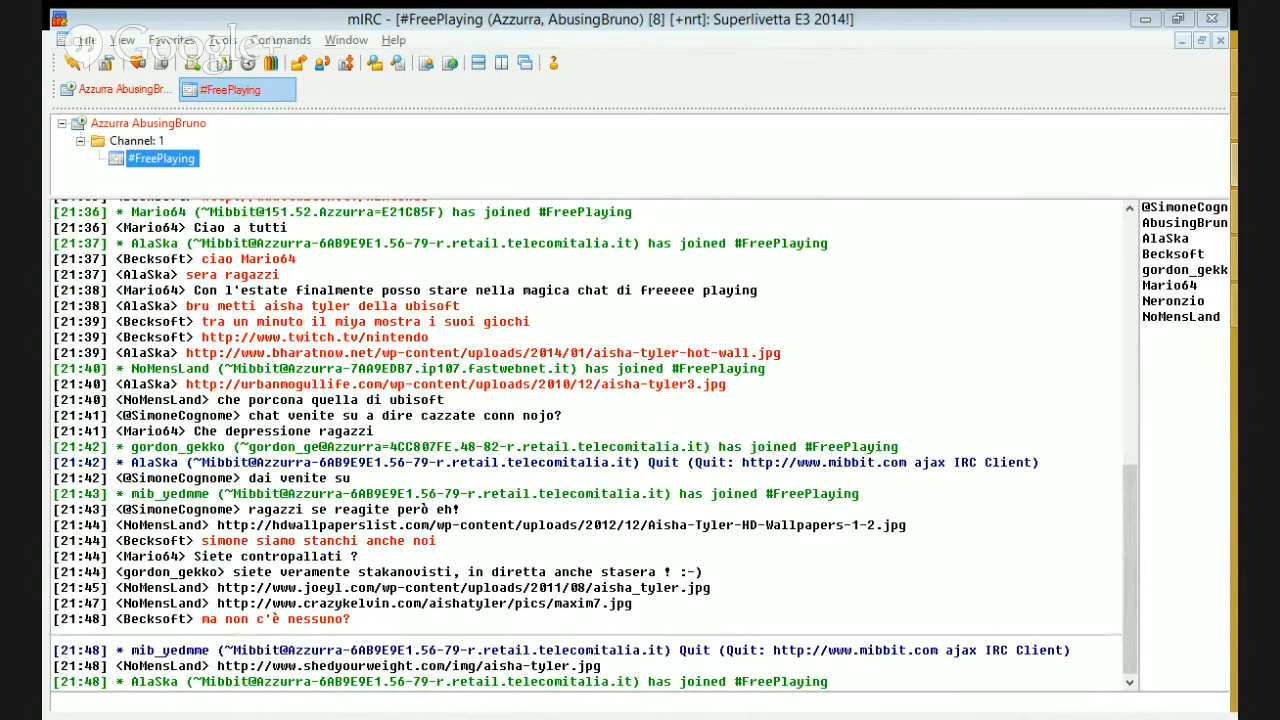 mIRC - [#FreePlaying (Azzurra, AbusingBruno) [8] [+nrt]: Superlivetta E3 2014!]
File View Favorites Tools Commands Window Help
Azzurra AbusingBr... #FreePlaying
Azzurra AbusingBruno
Channel: 1
#FreePlaying
[21:36] * Mario64 (~Mibbit@151.52.Azzurra=E21C85F) has joined #FreePlaying
[21:36] <Mario64> Ciao a tutti
[21:37] * AlaSka (~Mibbit@Azzurra-6AB9E9E1.56-79-r.retail.telecomitalia.it) has joined #FreePlaying
[21:37] <Becksoft> ciao Mario64
[21:37] <AlaSka> sera ragazzi
[21:38] <Mario64> Con l'estate finalmente posso stare nella magica chat di freeeee playing
[21:38] <AlaSka> bru metti aisha tyler della ubisoft
[21:39] <Becksoft> tra un minuto il miya mostra i suoi giochi
[21:39] <Becksoft> http://www.twitch.tv/nintendo
[21:39] <AlaSka> http://www.bharatnow.net/wp-content/uploads/2014/01/aisha-tyler-hot-wall.jpg
[21:40] * NoMensLand (~Mibbit@Azzurra-7AA9EDB7.ip107.fastwebnet.it) has joined #FreePlaying
[21:40] <AlaSka> http://urbanmogullife.com/wp-content/uploads/2010/12/aisha-tyler3.jpg
[21:40] <NoMensLand> che porcona quella di ubisoft
[21:41] <@SimoneCognome> chat venite su a dire cazzate conn nojo?
[21:41] <Mario64> Che depressione ragazzi
[21:42] * gordon_gekko (~gordon_ge@Azzurra=4CC807FE.48-82-r.retail.telecomitalia.it) has joined #FreePlaying
[21:42] * AlaSka (~Mibbit@Azzurra-6AB9E9E1.56-79-r.retail.telecomitalia.it) Quit (Quit: http://www.mibbit.com ajax IRC Client)
[21:42] <@SimoneCognome> dai venite su
[21:43] * mib_yedmme (~Mibbit@Azzurra-6AB9E9E1.56-79-r.retail.telecomitalia.it) has joined #FreePlaying
[21:43] <@SimoneCognome> ragazzi se reagite però eh!
[21:44] <NoMensLand> http://hdwallpaperslist.com/wp-content/uploads/2012/12/Aisha-Tyler-HD-Wallpapers-1-2.jpg
[21:44] <Becksoft> simone siamo stanchi anche noi
[21:44] <Mario64> Siete contropallati ?
[21:44] <gordon_gekko> siete veramente stakanovisti, in diretta anche stasera ! :-)
[21:45] <NoMensLand> http://www.joeyl.com/wp-content/uploads/2011/08/aisha_tyler.jpg
[21:47] <NoMensLand> http://www.crazykelvin.com/aishatyler/pics/maxim7.jpg
[21:48] <Becksoft> ma non c'è nessuno?
[21:48] * mib_yedmme (~Mibbit@Azzurra-6AB9E9E1.56-79-r.retail.telecomitalia.it) Quit (Quit: http://www.mibbit.com ajax IRC Client)
[21:48] <NoMensLand> http://www.shedyourweight.com/img/aisha-tyler.jpg
[21:48] * AlaSka (~Mibbit@Azzurra-6AB9E9E1.56-79-r.retail.telecomitalia.it) has joined #FreePlaying
@SimoneCogn
AbusingBrun
AlaSka
Becksoft
gordon_gekk
Mario64
Neronzio
NoMensLand